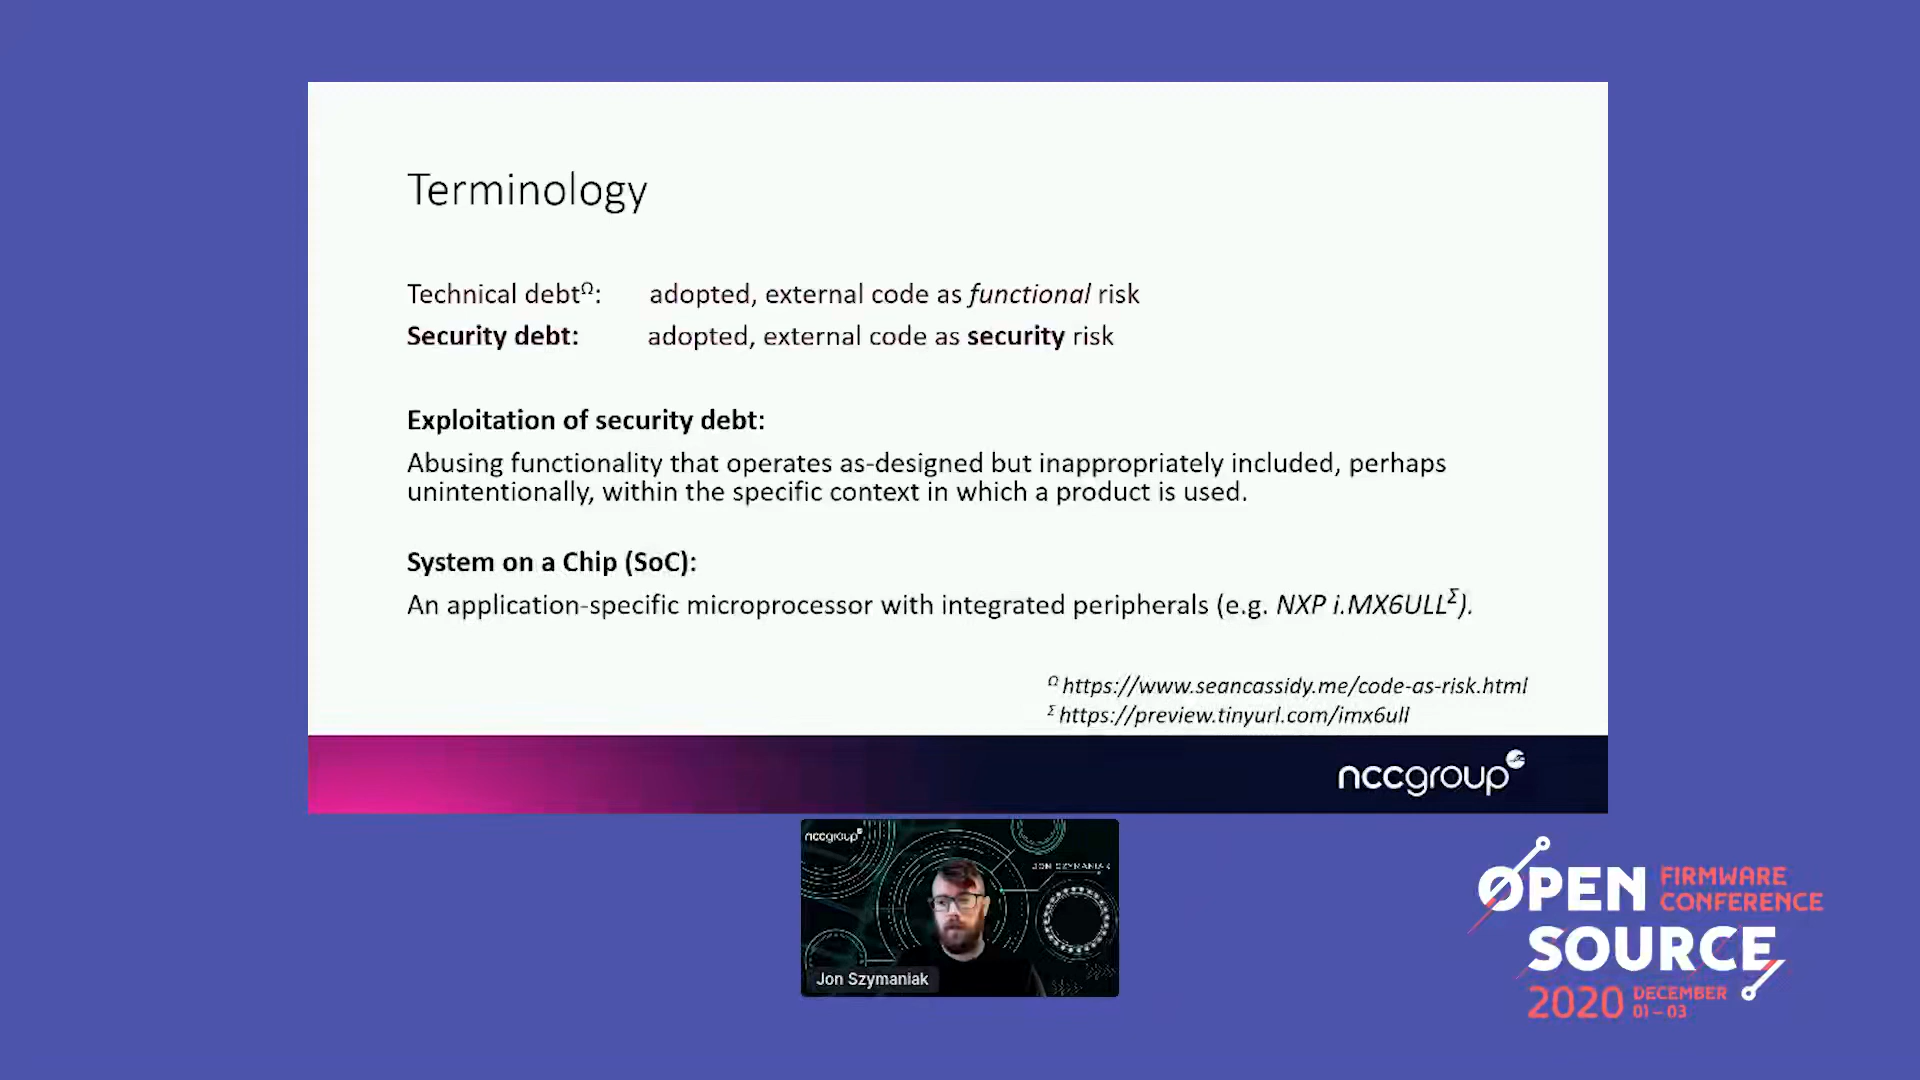 Terminology
Technical debtΩ: adopted, external code as functional risk
Security debt: adopted, external code as security risk
Exploitation of security debt:
Abusing functionality that operates as-designed but inappropriately included, perhaps
unintentionally, within the specific context in which a product is used.
System on a Chip (SoC):
An application-specific microprocessor with integrated peripherals (e.g. NXP i.MX6ULLΣ).
Ω https://www.seancassidy.me/code-as-risk.html
Σ https://preview.tinyurl.com/imx6ull
nccgroup
nccgroup
JON SZYMANIAK
Jon Szymaniak
OPEN FIRMWARE
CONFERENCE
SOURCE
2020 DECEMBER
01 – 03